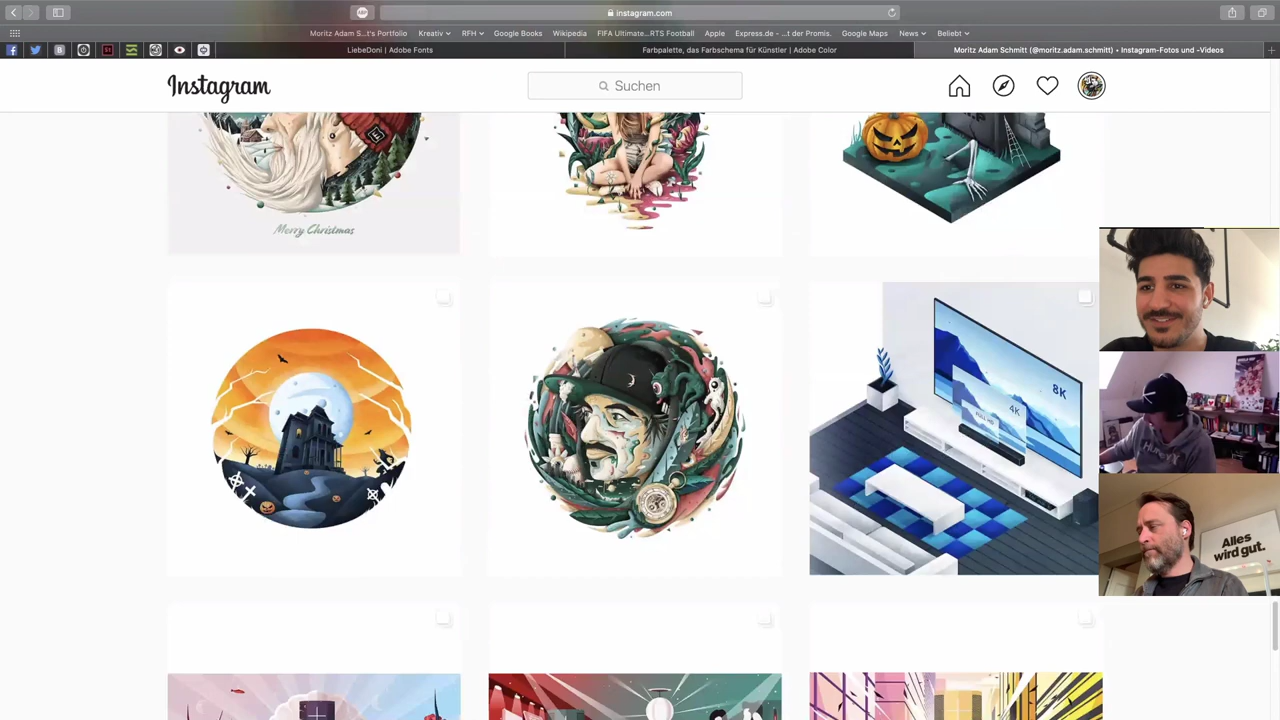 instagram.com
Moritz Adam S...t's Portfolio Kreativ RFH Google Books Wikipedia FIFA Ultimate...RTS Football Apple Express.de - ...t der Promis. Google Maps News Beliebt
LiebeDoni | Adobe Fonts Farbpalette, das Farbschema für Künstler | Adobe Color Moritz Adam Schmitt (@moritz.adam.schmitt) • Instagram-Fotos und -Videos
Instagram Suchen
Merry Christmas
8K
4K
FULL HD
Alles
wird gut.